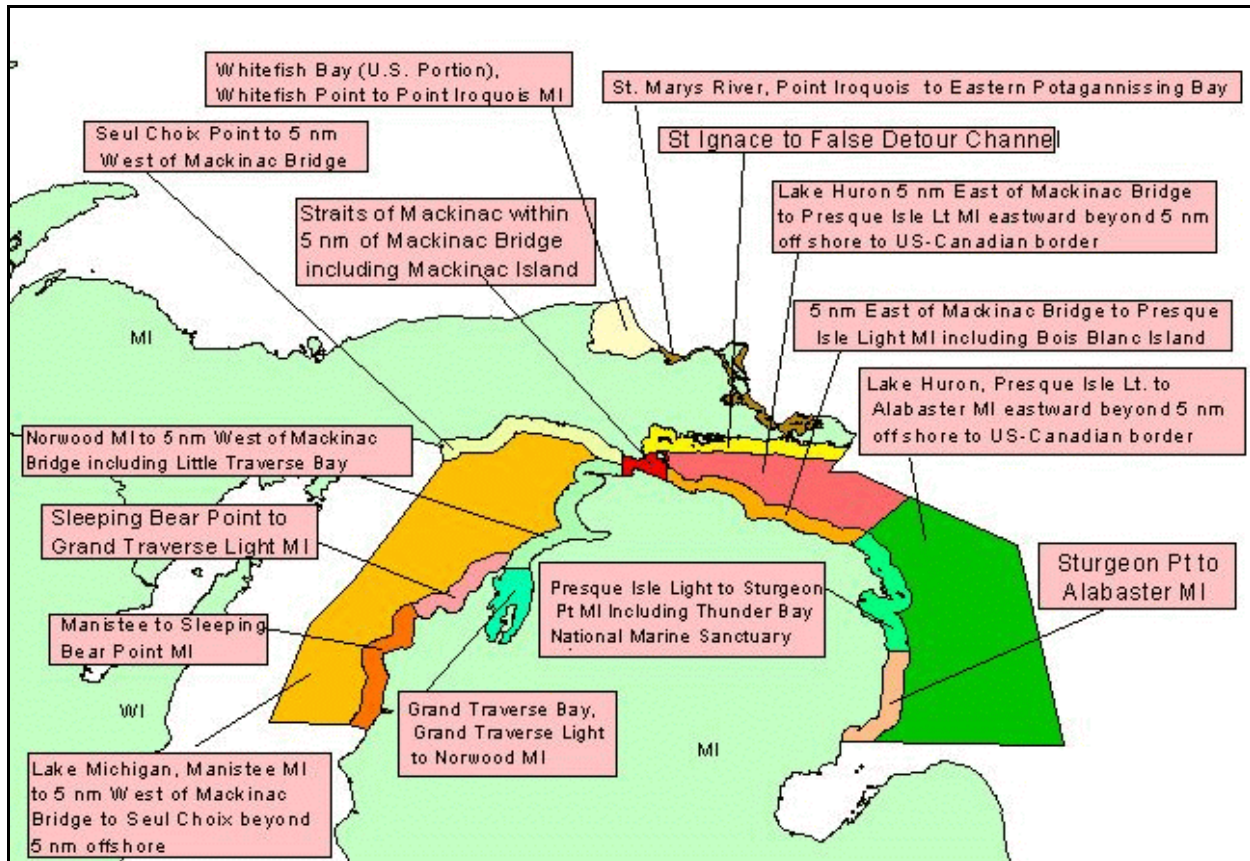 Whitefish Bay (U.S. Portion),
Whitefish Point to Point Iroquois MI
St. Marys River, Point Iroquois to Eastern Potagannissing Bay
Seul Choix Point to 5 nm
West of Mackinac Bridge
St Ignace to False Detour Channel
Straits of Mackinac within
5 nm of Mackinac Bridge
including Mackinac Island
Lake Huron 5 nm East of Mackinac Bridge
to Presque Isle Lt MI eastward beyond 5 nm
off shore to US-Canadian border
5 nm East of Mackinac Bridge to Presque
Isle Light MI including Bois Blanc Island
MI
Lake Huron, Presque Isle Lt. to
Alabaster MI eastward beyond 5 nm
off shore to US-Canadian border
Norwood MI to 5 nm West of Mackinac
Bridge including Little Traverse Bay
Sleeping Bear Point to
Grand Traverse Light MI
Sturgeon Pt to
Alabaster MI
Presque Isle Light to Sturgeon
Pt MI Including Thunder Bay
National Marine Sanctuary
Manistee to Sleeping
Bear Point MI
WI
Grand Traverse Bay,
Grand Traverse Light
to Norwood MI
MI
Lake Michigan, Manistee MI
to 5 nm West of Mackinac
Bridge to Seul Choix beyond
5 nm offshore